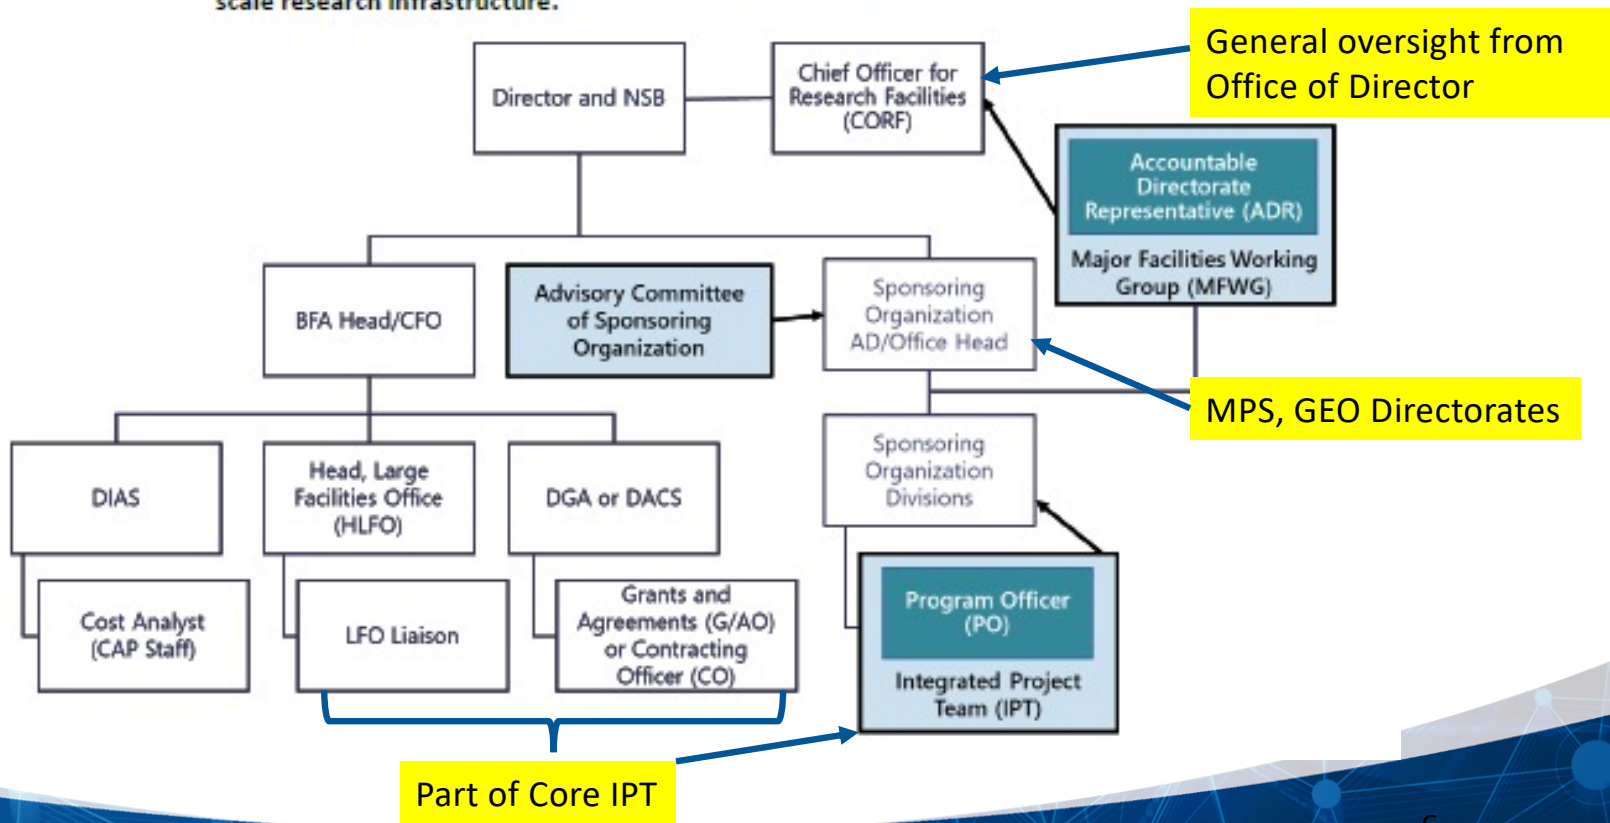 scale research infrastructure.
General oversight from
Office of Director
Director and NSB
Chief Officer for
Research Facilities
(CORF)
Accountable
Directorate
Representative (ADR)
Major Facilities Working
Group (MFWG)
BFA Head/CFO
Advisory Committee
of Sponsoring
Organization
Sponsoring
Organization
AD/Office Head
MPS, GEO Directorates
DIAS
Head, Large
Facilities Office
(HLFO)
DGA or DACS
Sponsoring
Organization
Divisions
Cost Analyst
(CAP Staff)
LFO Liaison
Grants and
Agreements (G/AO)
or Contracting
Officer (CO)
Program Officer
(PO)
Integrated Project
Team (IPT)
Part of Core IPT